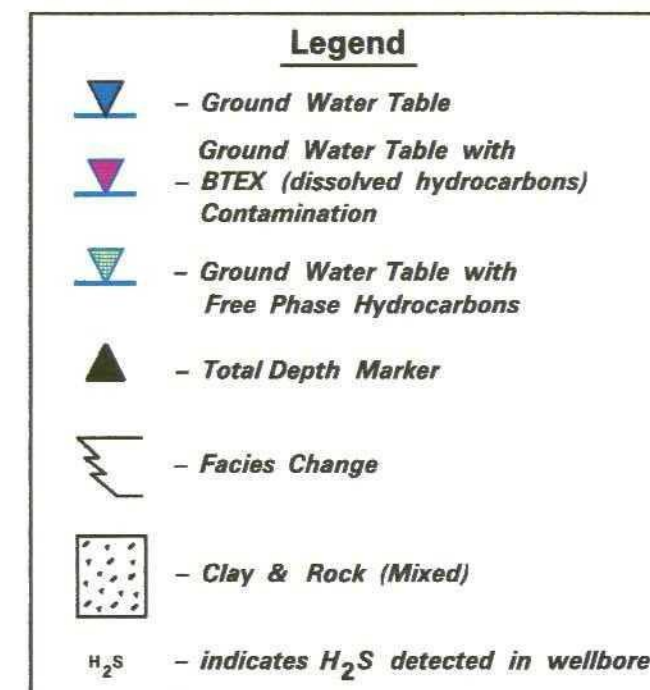 Legend
– Ground Water Table
Ground Water Table with
– BTEX (dissolved hydrocarbons)
Contamination
– Ground Water Table with
Free Phase Hydrocarbons
– Total Depth Marker
– Facies Change
– Clay & Rock (Mixed)
H₂S – indicates H₂S detected in wellbore